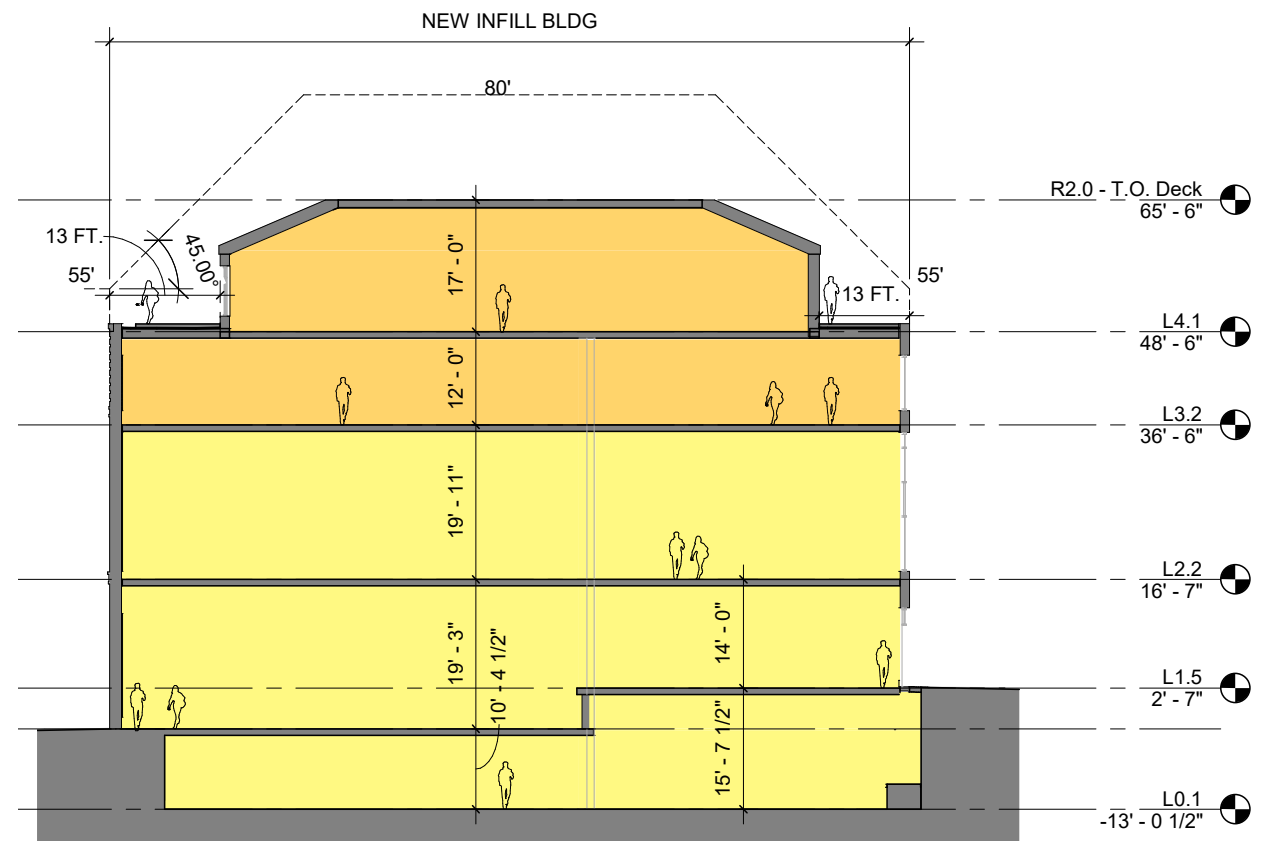 NEW INFILL BLDG
80'
R2.0 - T.O. Deck
65' - 6"
13 FT.
45.00°
55'
55'
13 FT.
17' - 0"
L4.1
48' - 6"
12' - 0"
L3.2
36' - 6"
19' - 11"
L2.2
16' - 7"
19' - 3"
10' - 4 1/2"
14' - 0"
L1.5
2' - 7"
15' - 7 1/2"
L0.1
-13' - 0 1/2"